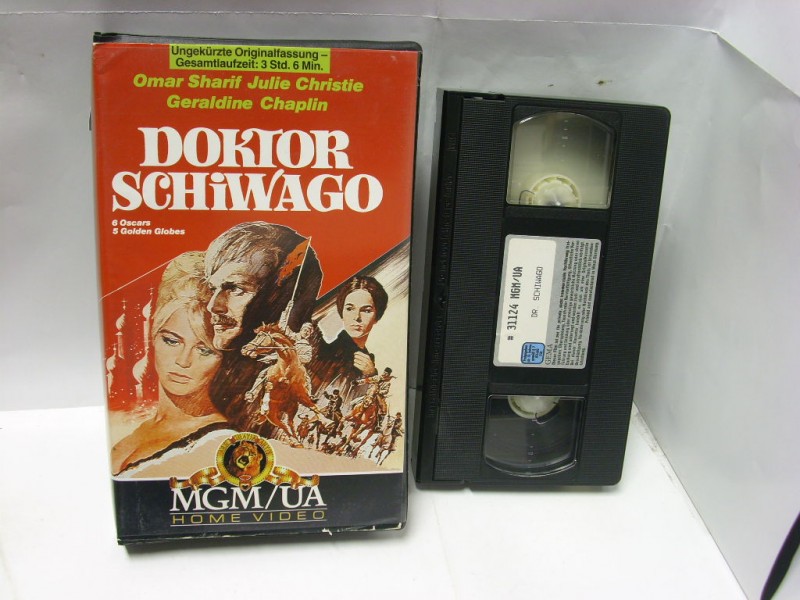 Ungekürzte Originalfassung –
Gesamtlaufzeit: 3 Std. 6 Min.
Omar Sharif Julie Christie
Geraldine Chaplin
DOKTOR
SCHiWAGO
6 Oscars
5 Golden Globes
MGM/UA
HOME VIDEO
# 31124 MGM/UA
DR. SCHIWAGO
GEMA